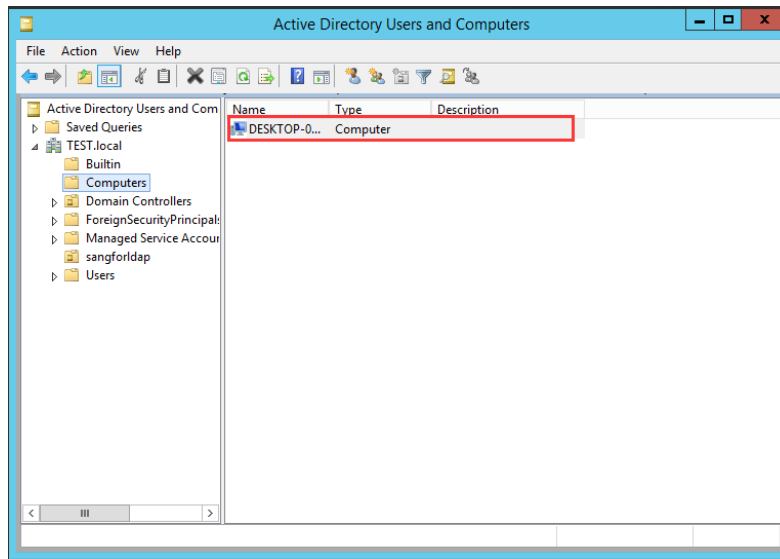 Active Directory Users and Computers
File Action View Help
Active Directory Users and Com
Saved Queries
TEST.local
Builtin
Computers
Domain Controllers
ForeignSecurityPrincipals
Managed Service Accour
sangforldap
Users
Name Type Description
DESKTOP-0... Computer